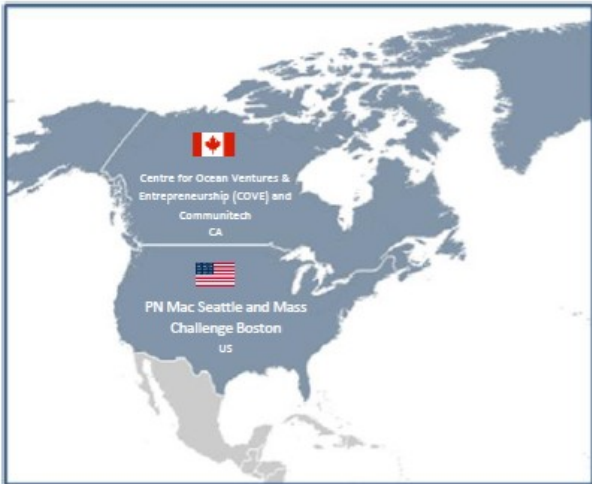 Centre for Ocean Ventures &
Entrepreneurship (COVE) and
Communitech
CA
PN Mac Seattle and Mass
Challenge Boston
US